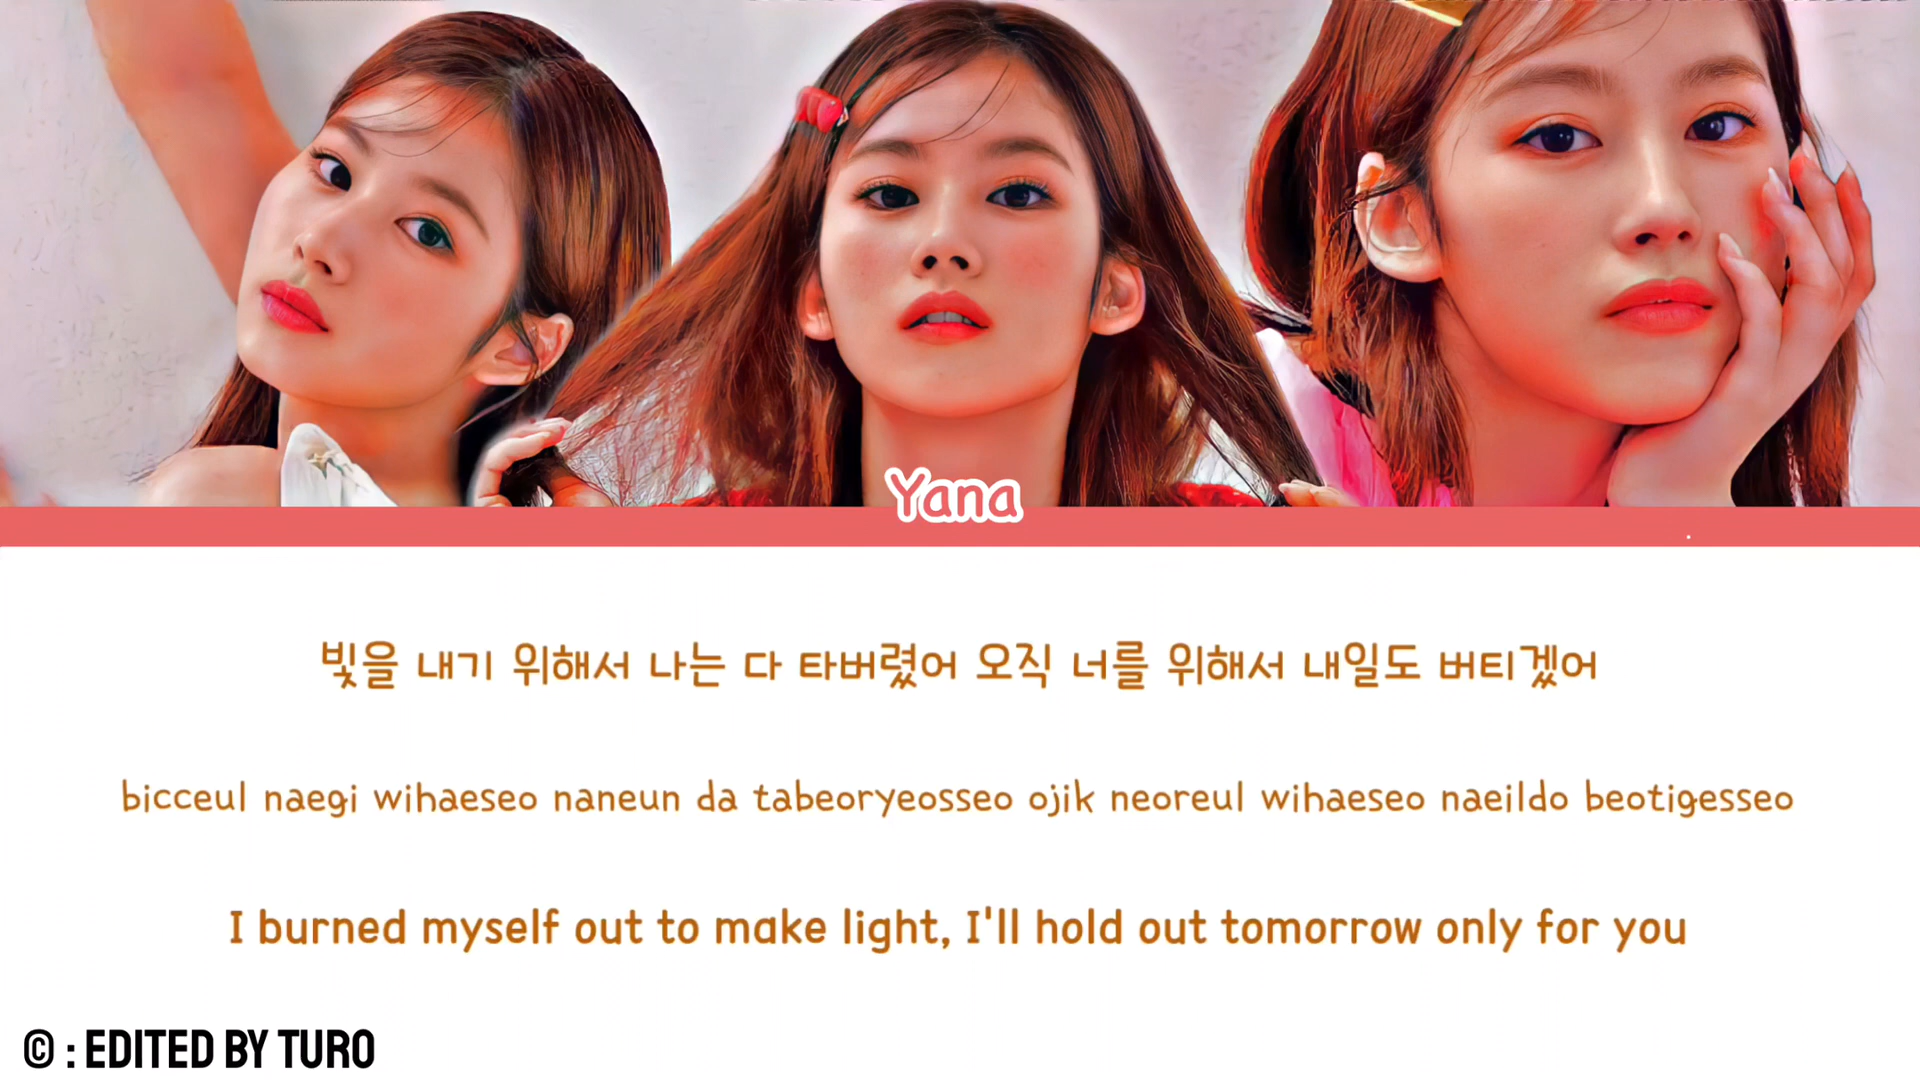 Yana
빛을 내기 위해서 나는 다 타버렸어 오직 너를 위해서 내일도 버티겠어
bicceul naegi wihaeseo naneun da tabeoryeosseo ojik neoreul wihaeseo naeildo beotigesseo
I burned myself out to make light, I'll hold out tomorrow only for you
© : EDITED BY TURO